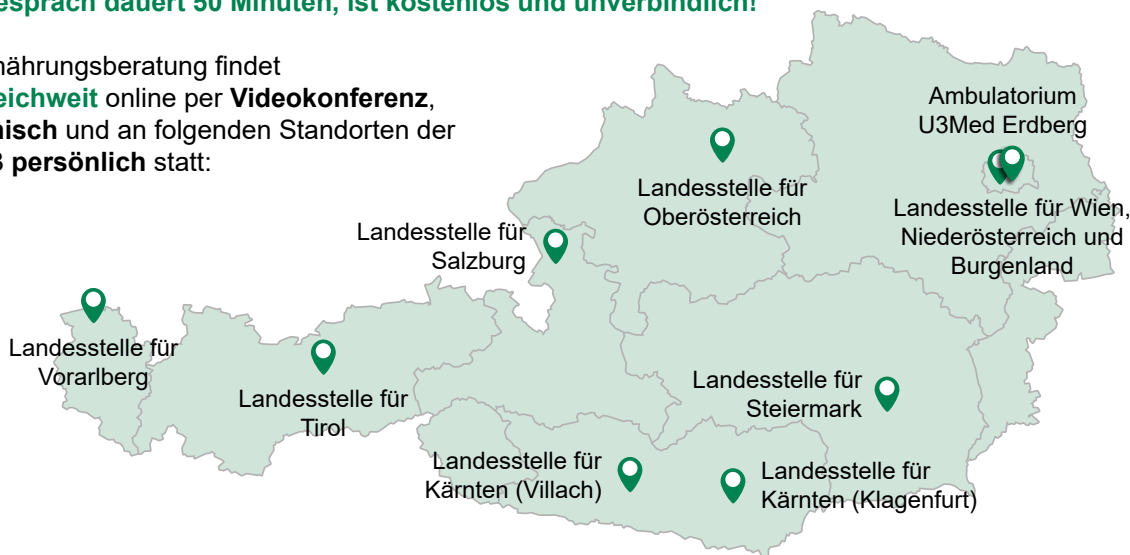 espräch dauert 50 Minuten, ist kostenlos und unverbindlich!
nährungsberatung findet
eichweit online per Videokonferenz,
nisch und an folgenden Standorten der
persönlich statt:
Ambulatorium
U3Med Erdberg
Landesstelle für
Oberösterreich
Landesstelle für Wien,
Niederösterreich und
Burgenland
Landesstelle für
Salzburg
Landesstelle für
Vorarlberg
Landesstelle für
Tirol
Landesstelle für
Steiermark
Landesstelle für
Kärnten (Villach)
Landesstelle für
Kärnten (Klagenfurt)